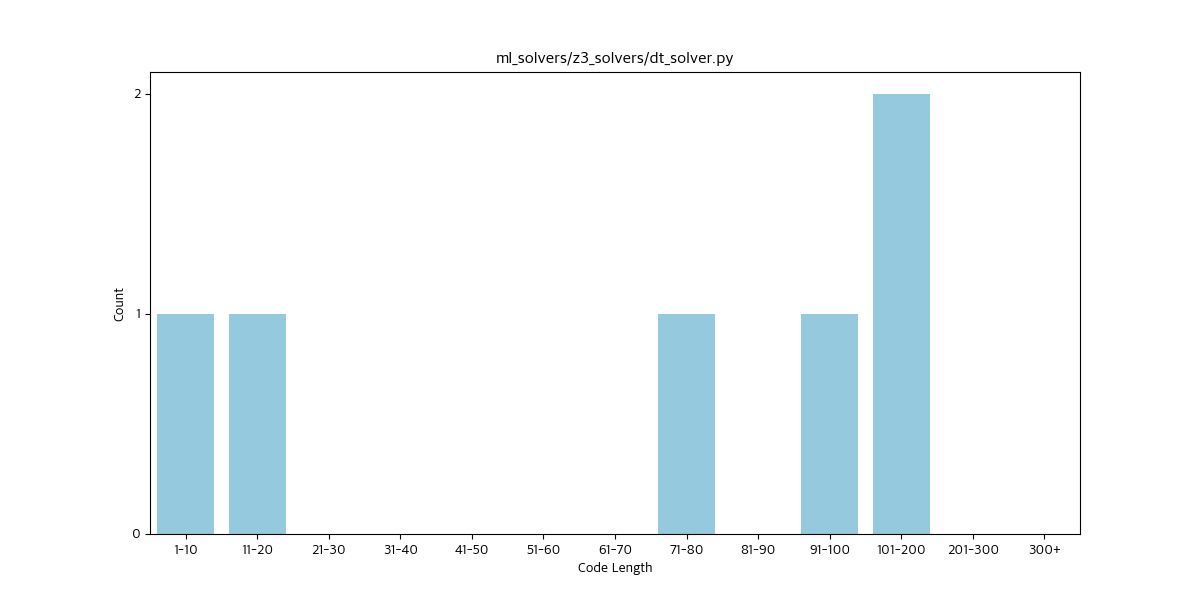 ml_solvers/z3_solvers/dt_solver.py
Count
2
1
0
1-10 11-20 21-30 31-40 41-50 51-60 61-70 71-80 81-90 91-100 101-200 201-300 300+
Code Length